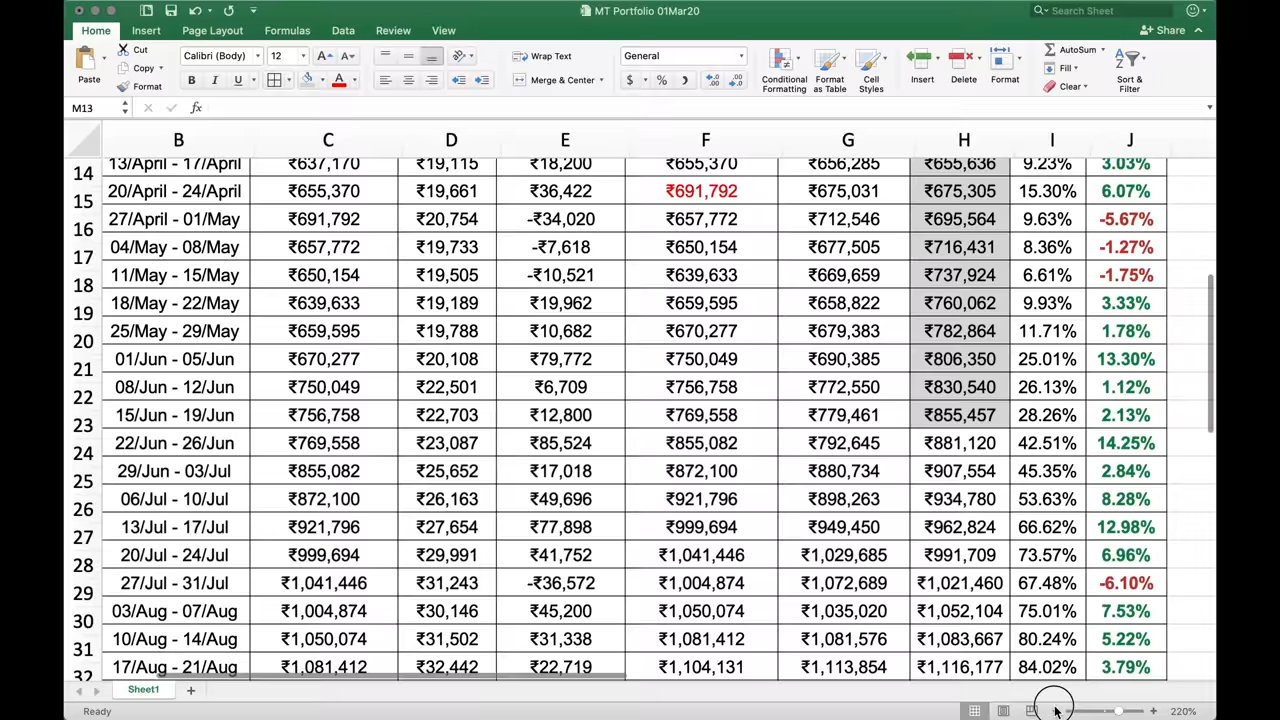 MT Portfolio 01Mar20
Search Sheet
Home Insert Page Layout Formulas Data Review View
Share
Cut
Calibri (Body) 12
Wrap Text
General
AutoSum
Copy
Fill
Paste
Format
B I U
Merge & Center
$ %
Conditional Formatting
Format as Table
Cell Styles
Insert Delete Format
Clear
Sort & Filter
M13 fx
B C D E F G H I J
14 13/April - 17/April ₹637,170 ₹19,115 ₹18,200 ₹655,370 ₹656,285 ₹655,636 9.23% 3.03%
15 20/April - 24/April ₹655,370 ₹19,661 ₹36,422 ₹691,792 ₹675,031 ₹675,305 15.30% 6.07%
16 27/April - 01/May ₹691,792 ₹20,754 -₹34,020 ₹657,772 ₹712,546 ₹695,564 9.63% -5.67%
17 04/May - 08/May ₹657,772 ₹19,733 -₹7,618 ₹650,154 ₹677,505 ₹716,431 8.36% -1.27%
18 11/May - 15/May ₹650,154 ₹19,505 -₹10,521 ₹639,633 ₹669,659 ₹737,924 6.61% -1.75%
19 18/May - 22/May ₹639,633 ₹19,189 ₹19,962 ₹659,595 ₹658,822 ₹760,062 9.93% 3.33%
20 25/May - 29/May ₹659,595 ₹19,788 ₹10,682 ₹670,277 ₹679,383 ₹782,864 11.71% 1.78%
21 01/Jun - 05/Jun ₹670,277 ₹20,108 ₹79,772 ₹750,049 ₹690,385 ₹806,350 25.01% 13.30%
22 08/Jun - 12/Jun ₹750,049 ₹22,501 ₹6,709 ₹756,758 ₹772,550 ₹830,540 26.13% 1.12%
23 15/Jun - 19/Jun ₹756,758 ₹22,703 ₹12,800 ₹769,558 ₹779,461 ₹855,457 28.26% 2.13%
24 22/Jun - 26/Jun ₹769,558 ₹23,087 ₹85,524 ₹855,082 ₹792,645 ₹881,120 42.51% 14.25%
25 29/Jun - 03/Jul ₹855,082 ₹25,652 ₹17,018 ₹872,100 ₹880,734 ₹907,554 45.35% 2.84%
26 06/Jul - 10/Jul ₹872,100 ₹26,163 ₹49,696 ₹921,796 ₹898,263 ₹934,780 53.63% 8.28%
27 13/Jul - 17/Jul ₹921,796 ₹27,654 ₹77,898 ₹999,694 ₹949,450 ₹962,824 66.62% 12.98%
28 20/Jul - 24/Jul ₹999,694 ₹29,991 ₹41,752 ₹1,041,446 ₹1,029,685 ₹991,709 73.57% 6.96%
29 27/Jul - 31/Jul ₹1,041,446 ₹31,243 -₹36,572 ₹1,004,874 ₹1,072,689 ₹1,021,460 67.48% -6.10%
30 03/Aug - 07/Aug ₹1,004,874 ₹30,146 ₹45,200 ₹1,050,074 ₹1,035,020 ₹1,052,104 75.01% 7.53%
31 10/Aug - 14/Aug ₹1,050,074 ₹31,502 ₹31,338 ₹1,081,412 ₹1,081,576 ₹1,083,667 80.24% 5.22%
32 17/Aug - 21/Aug ₹1,081,412 ₹32,442 ₹22,719 ₹1,104,131 ₹1,113,854 ₹1,116,177 84.02% 3.79%
Sheet1
Ready 220%